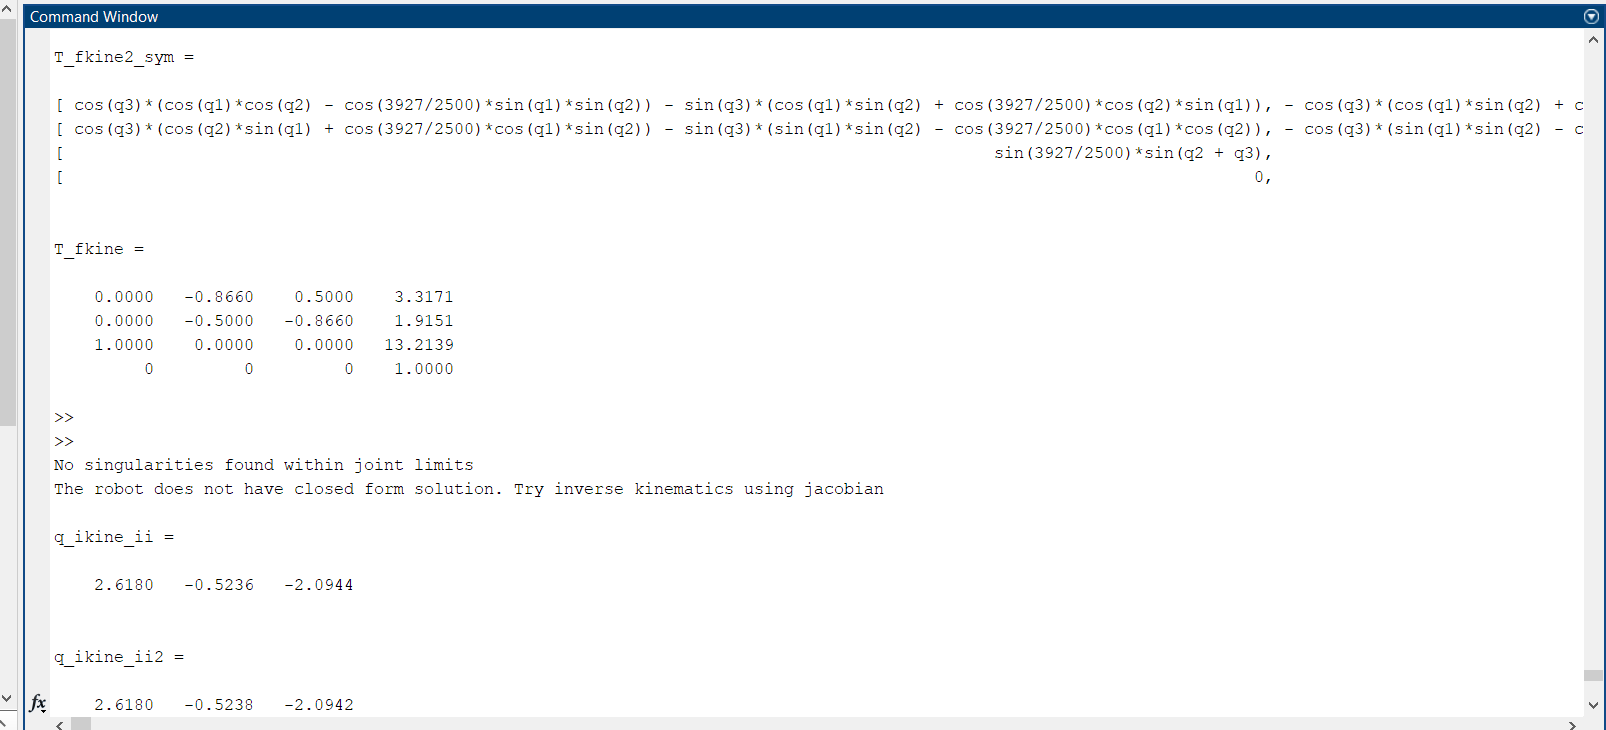 Command Window
T_fkine2_sym =
[ cos(q3)*(cos(q1)*cos(q2) - cos(3927/2500)*sin(q1)*sin(q2)) - sin(q3)*(cos(q1)*sin(q2) + cos(3927/2500)*cos(q2)*sin(q1)), - cos(q3)*(cos(q1)*sin(q2) + c
[ cos(q3)*(cos(q2)*sin(q1) + cos(3927/2500)*cos(q1)*sin(q2)) - sin(q3)*(sin(q1)*sin(q2) - cos(3927/2500)*cos(q1)*cos(q2)), - cos(q3)*(sin(q1)*sin(q2) - c
[ sin(3927/2500)*sin(q2 + q3),
[ 0,
T_fkine =
0.0000 -0.8660 0.5000 3.3171
0.0000 -0.5000 -0.8660 1.9151
1.0000 0.0000 0.0000 13.2139
0 0 0 1.0000
>>
>>
No singularities found within joint limits
The robot does not have closed form solution. Try inverse kinematics using jacobian
q_ikine_ii =
2.6180 -0.5236 -2.0944
q_ikine_ii2 =
fx 2.6180 -0.5238 -2.0942